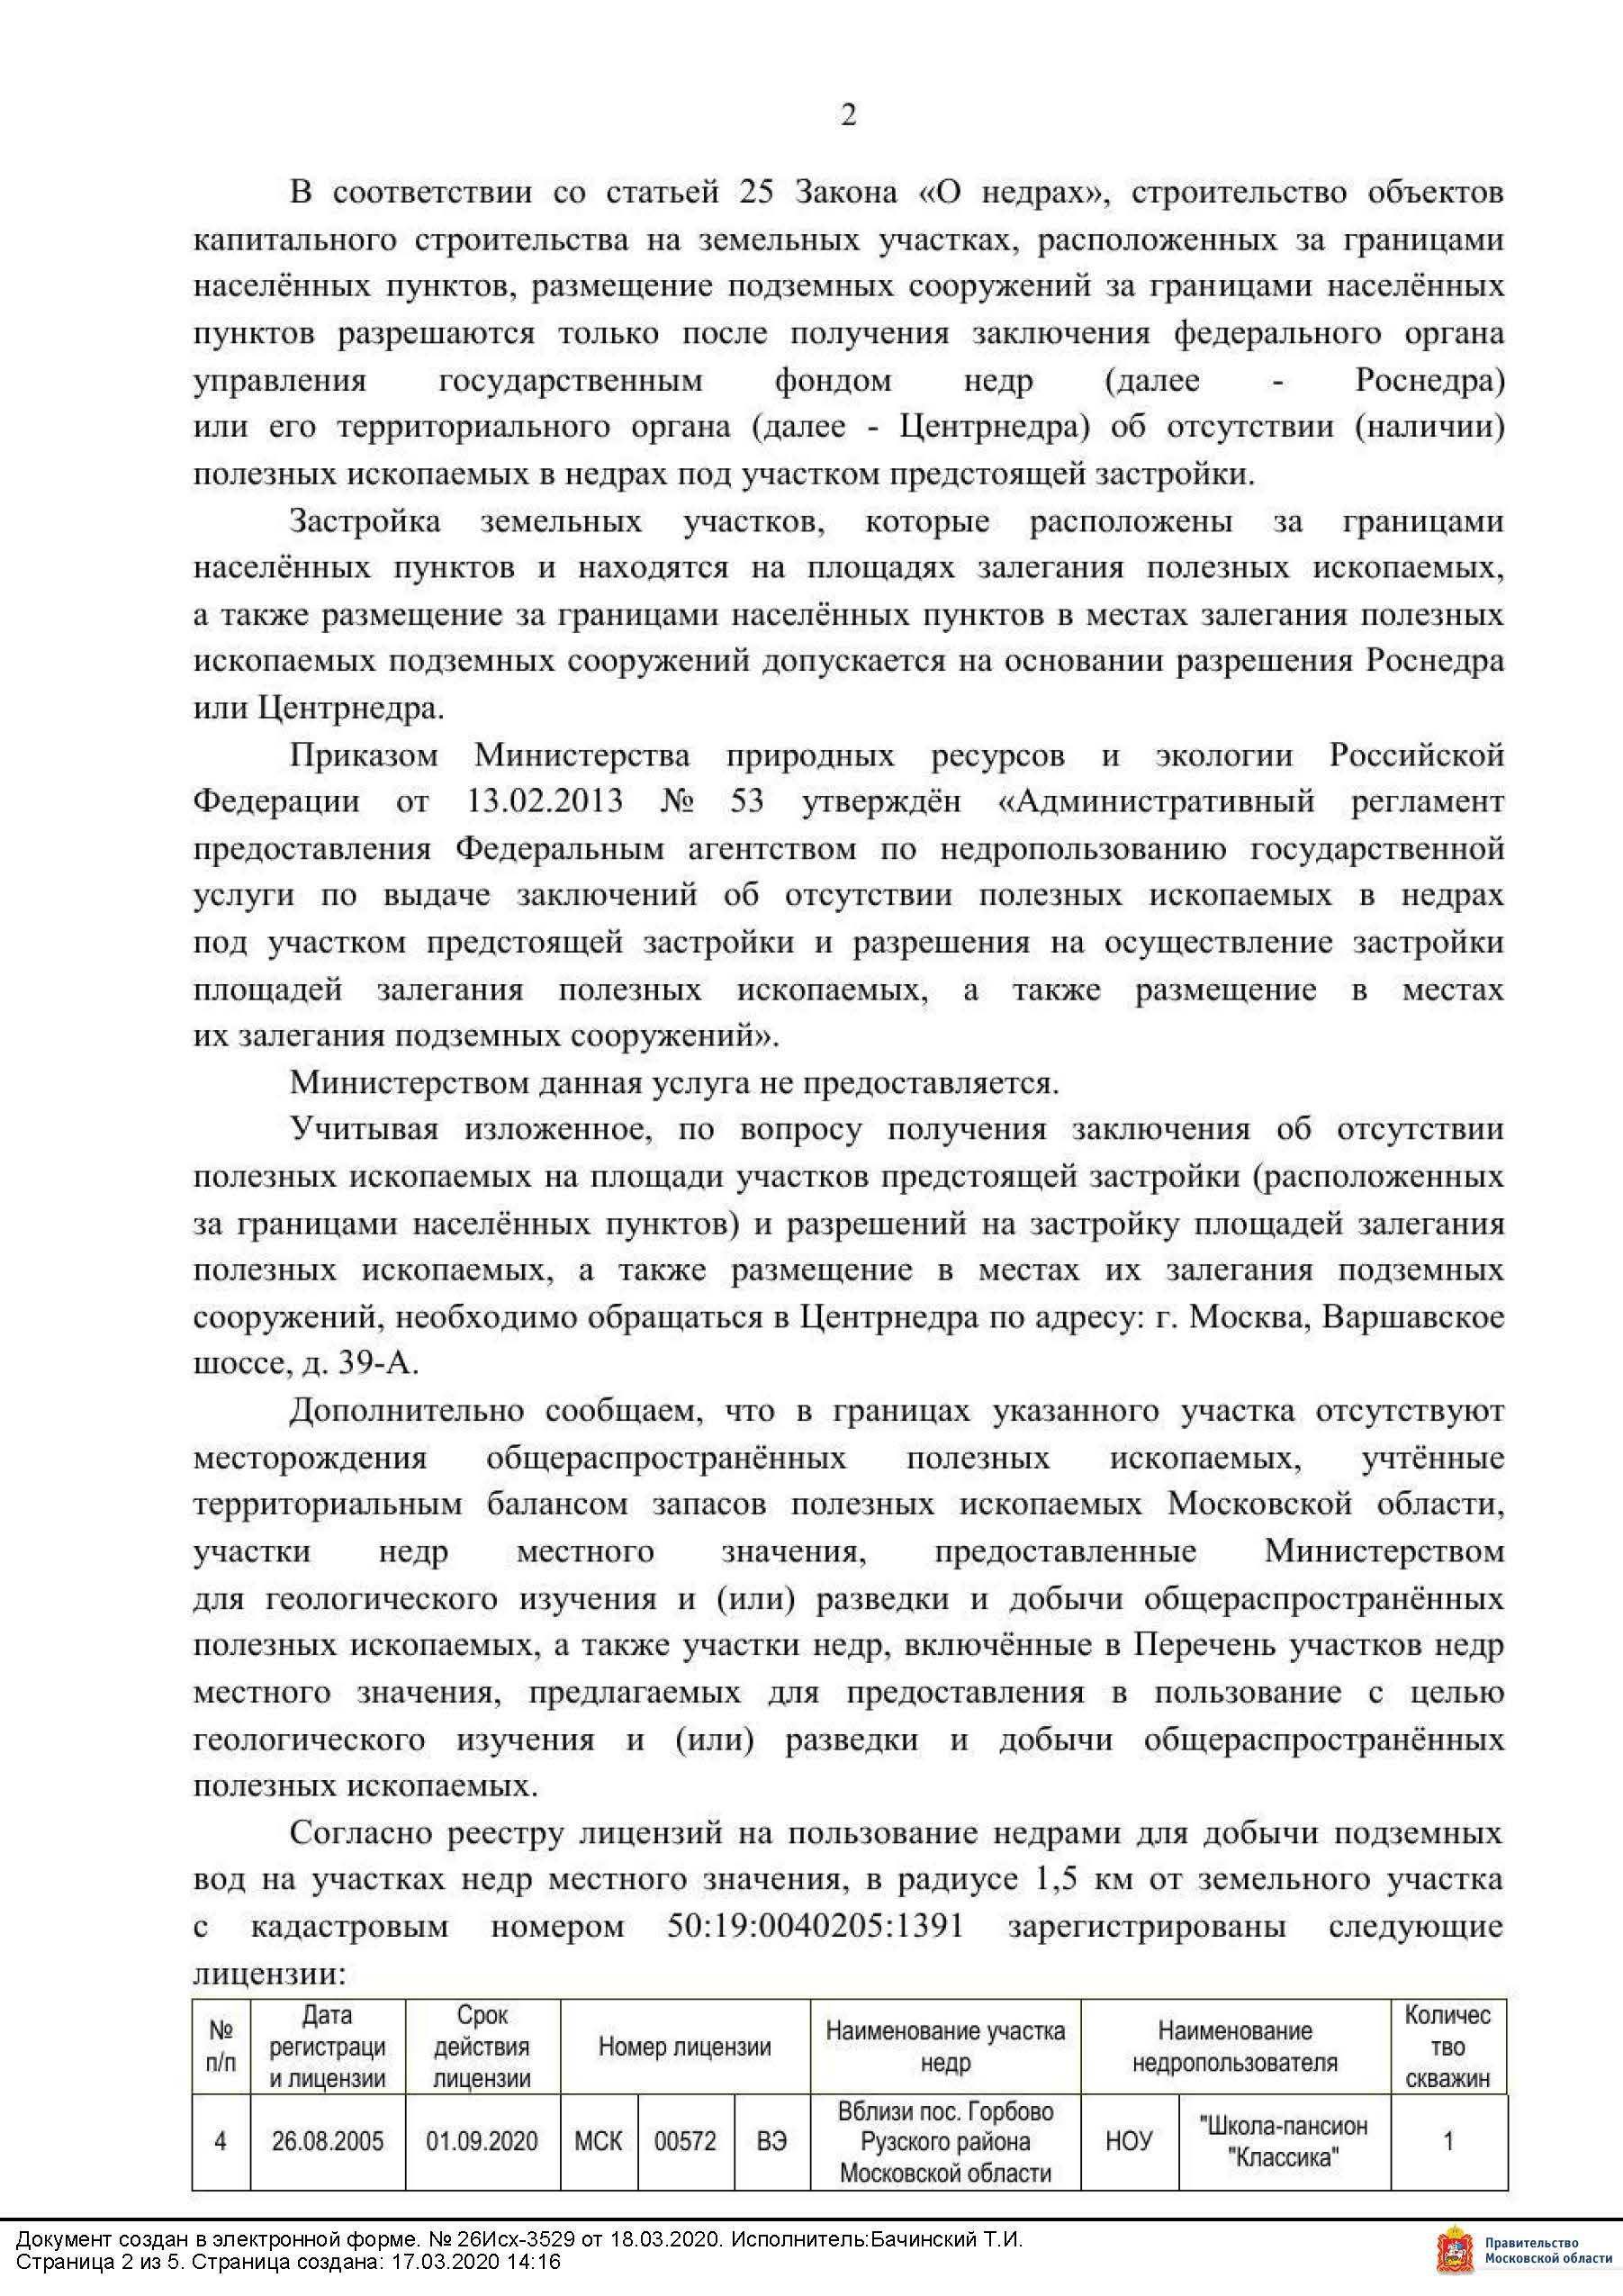 2
В соответствии со статьей 25 Закона «О недрах», строительство объектов
капитального строительства на земельных участках, расположенных за границами
населённых пунктов, размещение подземных сооружений за границами населённых
пунктов разрешаются только после получения заключения федерального органа
управления государственным фондом недр (далее - Роснедра)
или его территориального органа (далее - Центрнедра) об отсутствии (наличии)
полезных ископаемых в недрах под участком предстоящей застройки.
Застройка земельных участков, которые расположены за границами
населённых пунктов и находятся на площадях залегания полезных ископаемых,
а также размещение за границами населённых пунктов в местах залегания полезных
ископаемых подземных сооружений допускается на основании разрешения Роснедра
или Центрнедра.
Приказом Министерства природных ресурсов и экологии Российской
Федерации от 13.02.2013 № 53 утверждён «Административный регламент
предоставления Федеральным агентством по недропользованию государственной
услуги по выдаче заключений об отсутствии полезных ископаемых в недрах
под участком предстоящей застройки и разрешения на осуществление застройки
площадей залегания полезных ископаемых, а также размещение в местах
их залегания подземных сооружений».
Министерством данная услуга не предоставляется.
Учитывая изложенное, по вопросу получения заключения об отсутствии
полезных ископаемых на площади участков предстоящей застройки (расположенных
за границами населённых пунктов) и разрешений на застройку площадей залегания
полезных ископаемых, а также размещение в местах их залегания подземных
сооружений, необходимо обращаться в Центрнедра по адресу: г. Москва, Варшавское
шоссе, д. 39-А.
Дополнительно сообщаем, что в границах указанного участка отсутствуют
месторождения общераспространённых полезных ископаемых, учтённые
территориальным балансом запасов полезных ископаемых Московской области,
участки недр местного значения, предоставленные Министерством
для геологического изучения и (или) разведки и добычи общераспространённых
полезных ископаемых, а также участки недр, включённые в Перечень участков недр
местного значения, предлагаемых для предоставления в пользование с целью
геологического изучения и (или) разведки и добычи общераспространённых
полезных ископаемых.
Согласно реестру лицензий на пользование недрами для добычи подземных
вод на участках недр местного значения, в радиусе 1,5 км от земельного участка
с кадастровым номером 50:19:0040205:1391 зарегистрированы следующие
лицензии:
№
п/п
Дата
регистраци
и лицензии
Срок
действия
лицензии
Номер лицензии
Наименование участка
недр
Наименование
недропользователя
Количес
тво
скважин
4
26.08.2005
01.09.2020
МСК
00572
ВЭ
Вблизи пос. Горбово
Рузского района
Московской области
НОУ
"Школа-пансион
"Классика"
1
Документ создан в электронной форме. № 26Исх-3529 от 18.03.2020. Исполнитель:Бачинский Т.И.
Страница 2 из 5. Страница создана: 17.03.2020 14:16
Правительство
Московской области